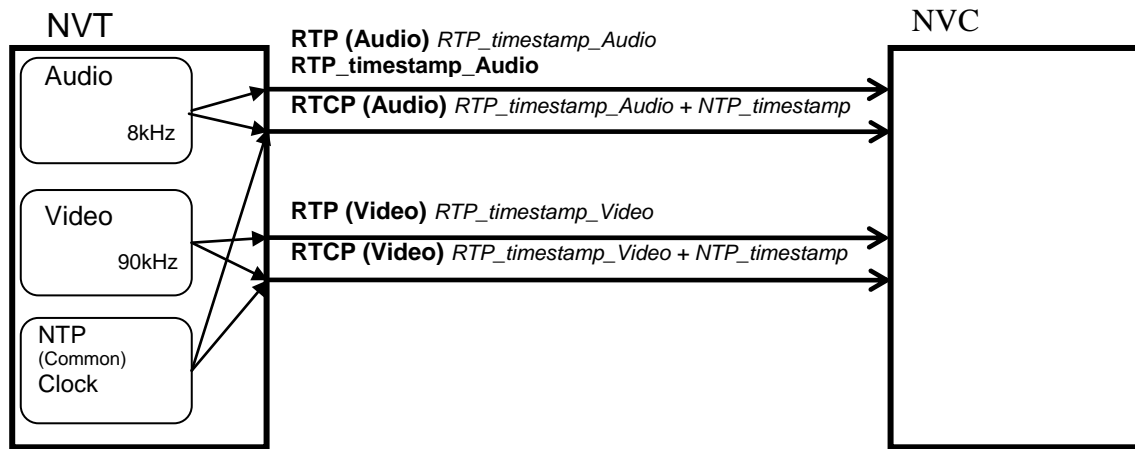 NVT
NVC
Audio
8kHz
RTP (Audio) RTP_timestamp_Audio
RTP_timestamp_Audio
RTCP (Audio) RTP_timestamp_Audio + NTP_timestamp
Video
90kHz
RTP (Video) RTP_timestamp_Video
RTCP (Video) RTP_timestamp_Video + NTP_timestamp
NTP
(Common)
Clock